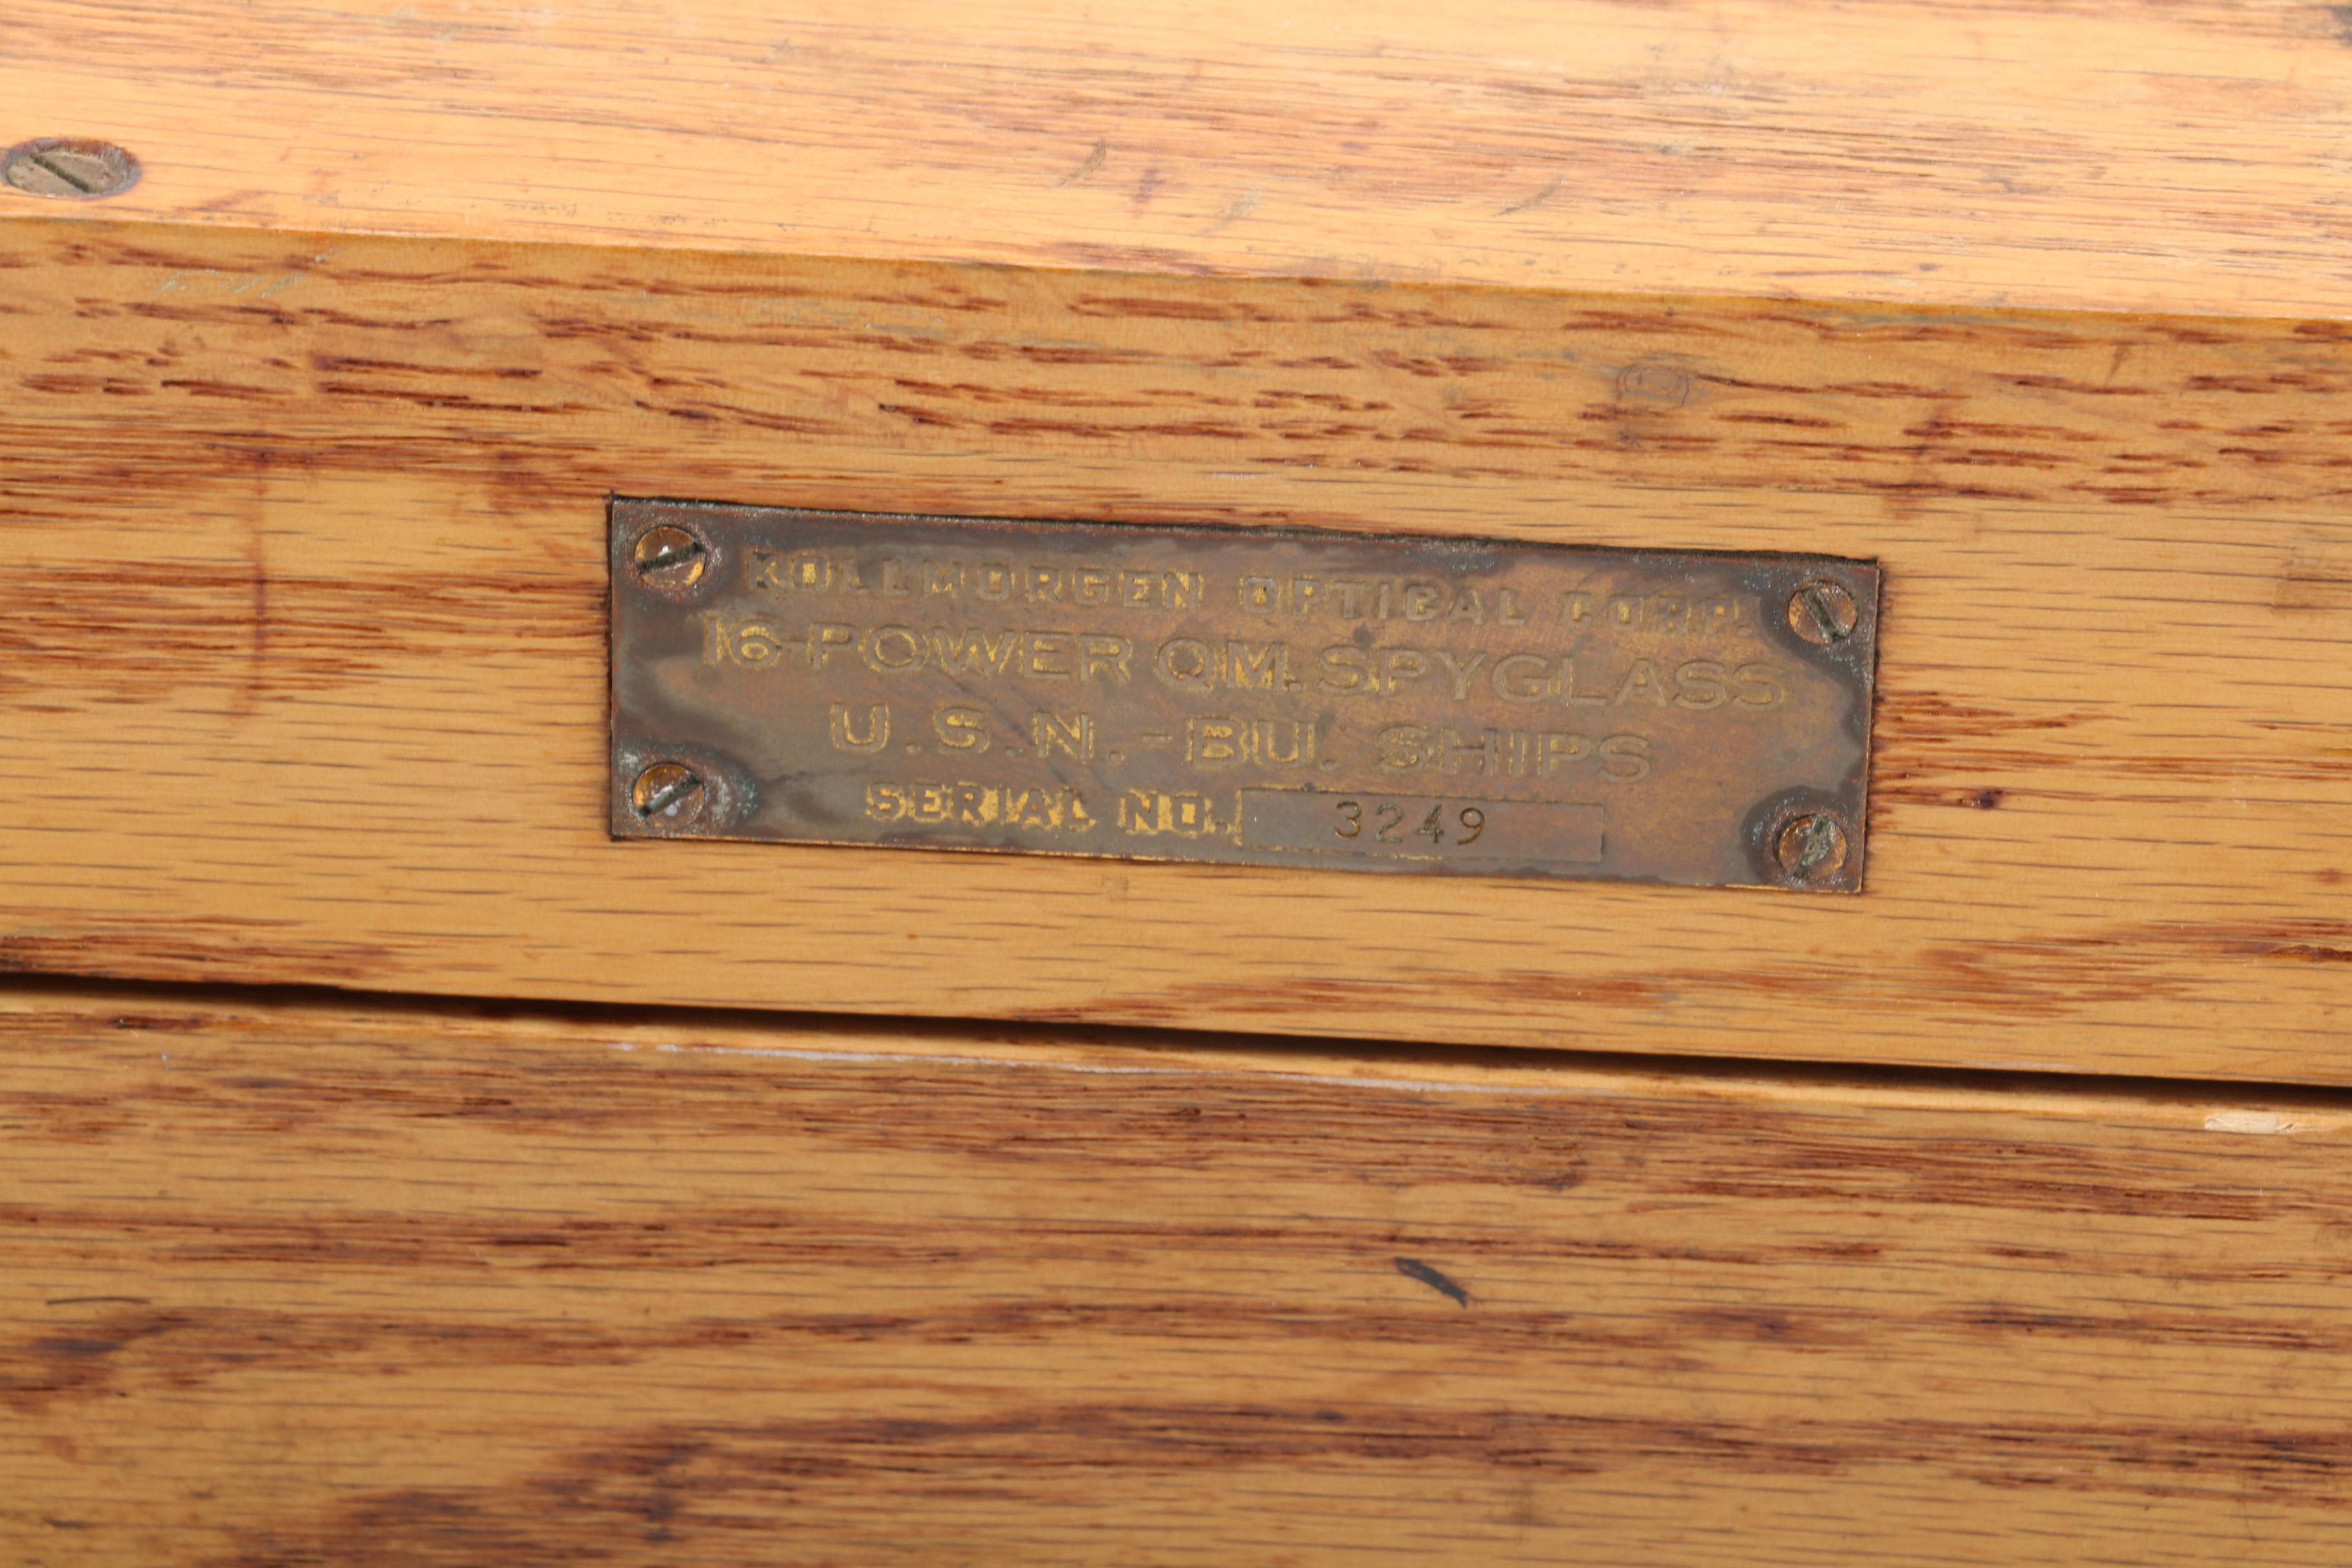 KOLLMORGEN OPTICAL CORP.
16-POWER QM. SPYGLASS
U.S.N.-BU. SHIPS
SERIAL NO. 3249